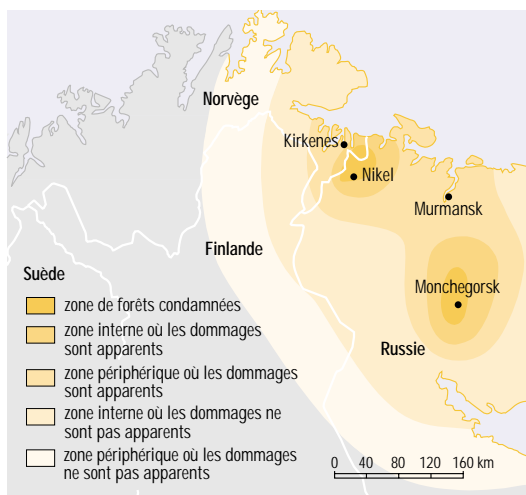 Norvège
Kirkenes
Nikel
Murmansk
Finlande
Suède
Monchegorsk
Russie
zone de forêts condamnées
zone interne où les dommages
sont apparents
zone périphérique où les dommages
sont apparents
zone interne où les dommages ne
sont pas apparents
zone périphérique où les dommages
ne sont pas apparents
0 40 80 120 160 km